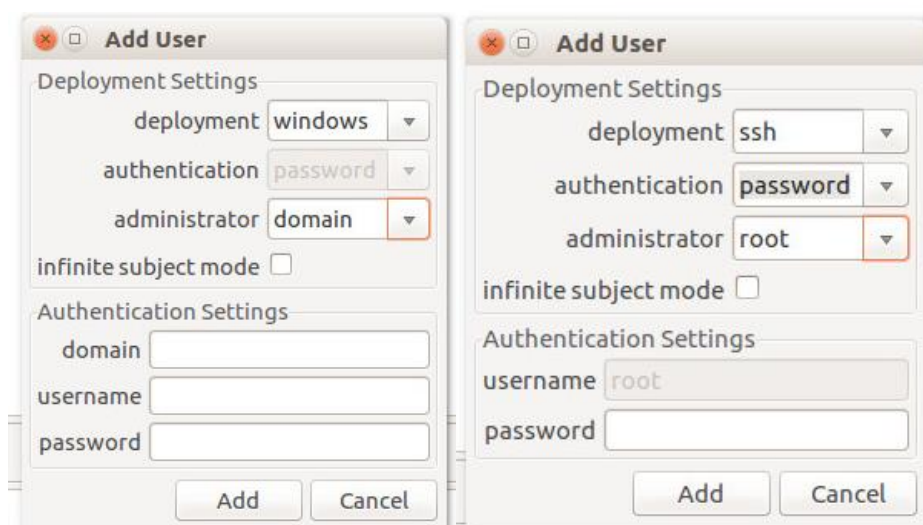 Add User
Deployment Settings
deployment windows
authentication password
administrator domain
infinite subject mode
Authentication Settings
domain
username
password
Add Cancel
Add User
Deployment Settings
deployment ssh
authentication password
administrator root
infinite subject mode
Authentication Settings
username root
password
Add Cancel